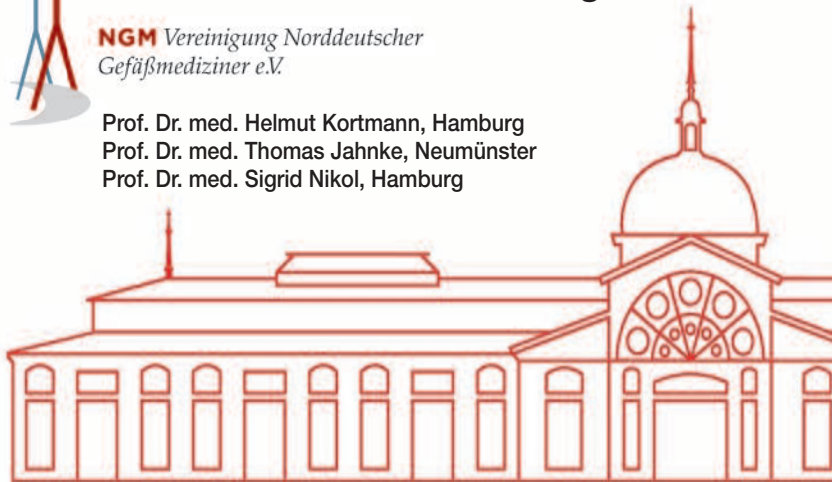 NGM Vereinigung Norddeutscher
Gefäßmediziner e.V.
Prof. Dr. med. Helmut Kortmann, Hamburg
Prof. Dr. med. Thomas Jahnke, Neumünster
Prof. Dr. med. Sigrid Nikol, Hamburg